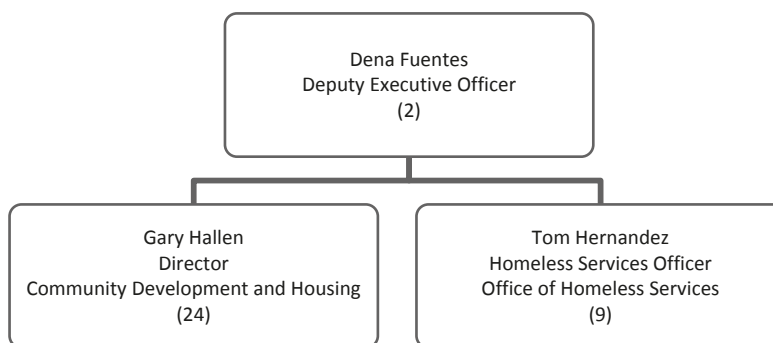 Dena Fuentes
Deputy Executive Officer
(2)
Gary Hallen
Director
Community Development and Housing
(24)
Tom Hernandez
Homeless Services Officer
Office of Homeless Services
(9)